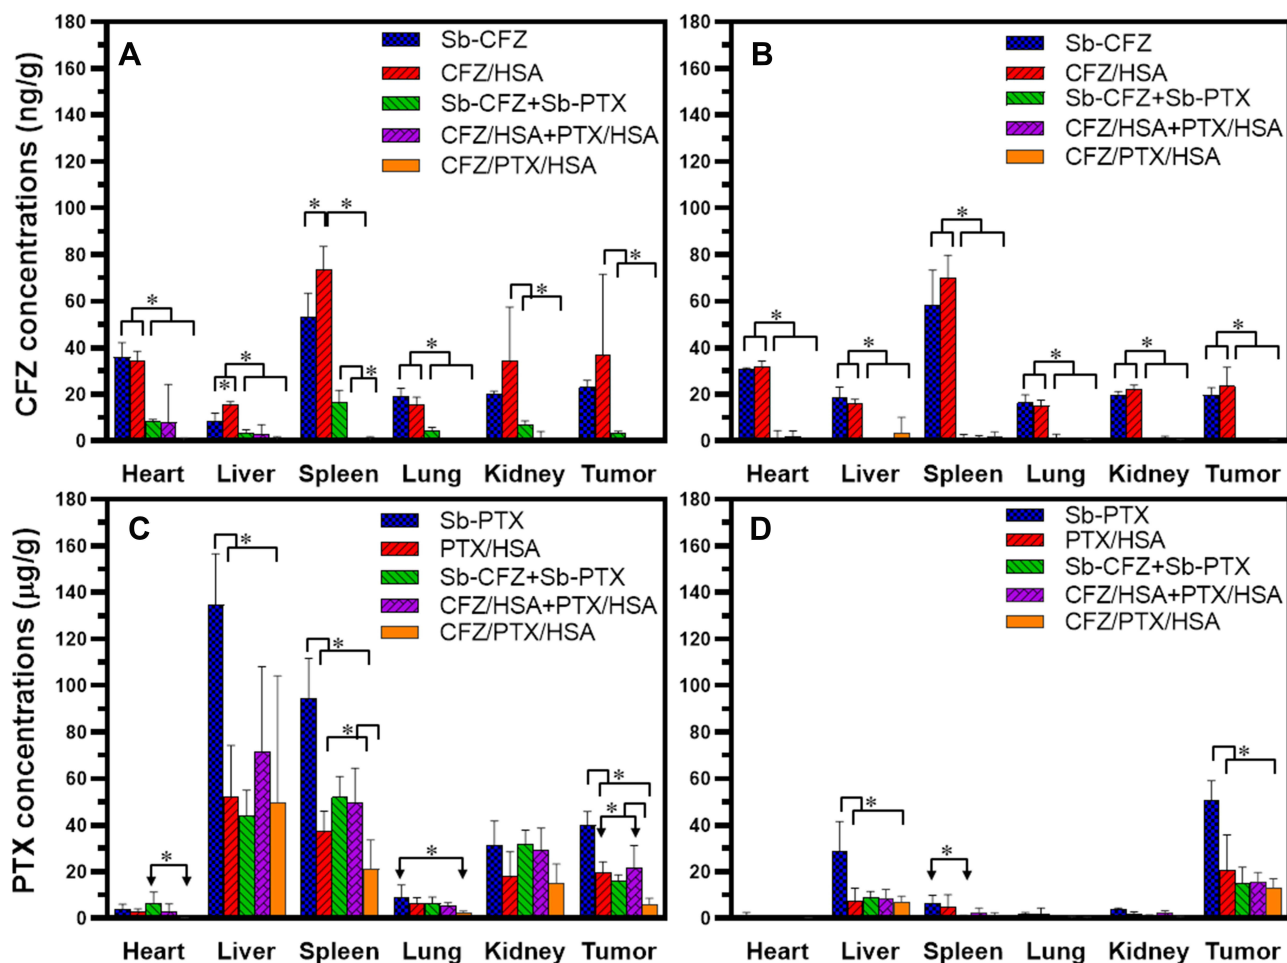 A
CFZ concentrations (ng/g)
180
160
140
120
100
80
60
40
20
0
Sb-CFZ
CFZ/HSA
Sb-CFZ+Sb-PTX
CFZ/HSA+PTX/HSA
CFZ/PTX/HSA
* * * * * * * * *
Heart Liver Spleen Lung Kidney Tumor
B
180
160
140
120
100
80
60
40
20
0
Sb-CFZ
CFZ/HSA
Sb-CFZ+Sb-PTX
CFZ/HSA+PTX/HSA
CFZ/PTX/HSA
* * * * * *
Heart Liver Spleen Lung Kidney Tumor
C
PTX concentrations (µg/g)
180
160
140
120
100
80
60
40
20
0
Sb-PTX
PTX/HSA
Sb-CFZ+Sb-PTX
CFZ/HSA+PTX/HSA
CFZ/PTX/HSA
* * * * * * *
Heart Liver Spleen Lung Kidney Tumor
D
180
160
140
120
100
80
60
40
20
0
Sb-PTX
PTX/HSA
Sb-CFZ+Sb-PTX
CFZ/HSA+PTX/HSA
CFZ/PTX/HSA
* * *
Heart Liver Spleen Lung Kidney Tumor